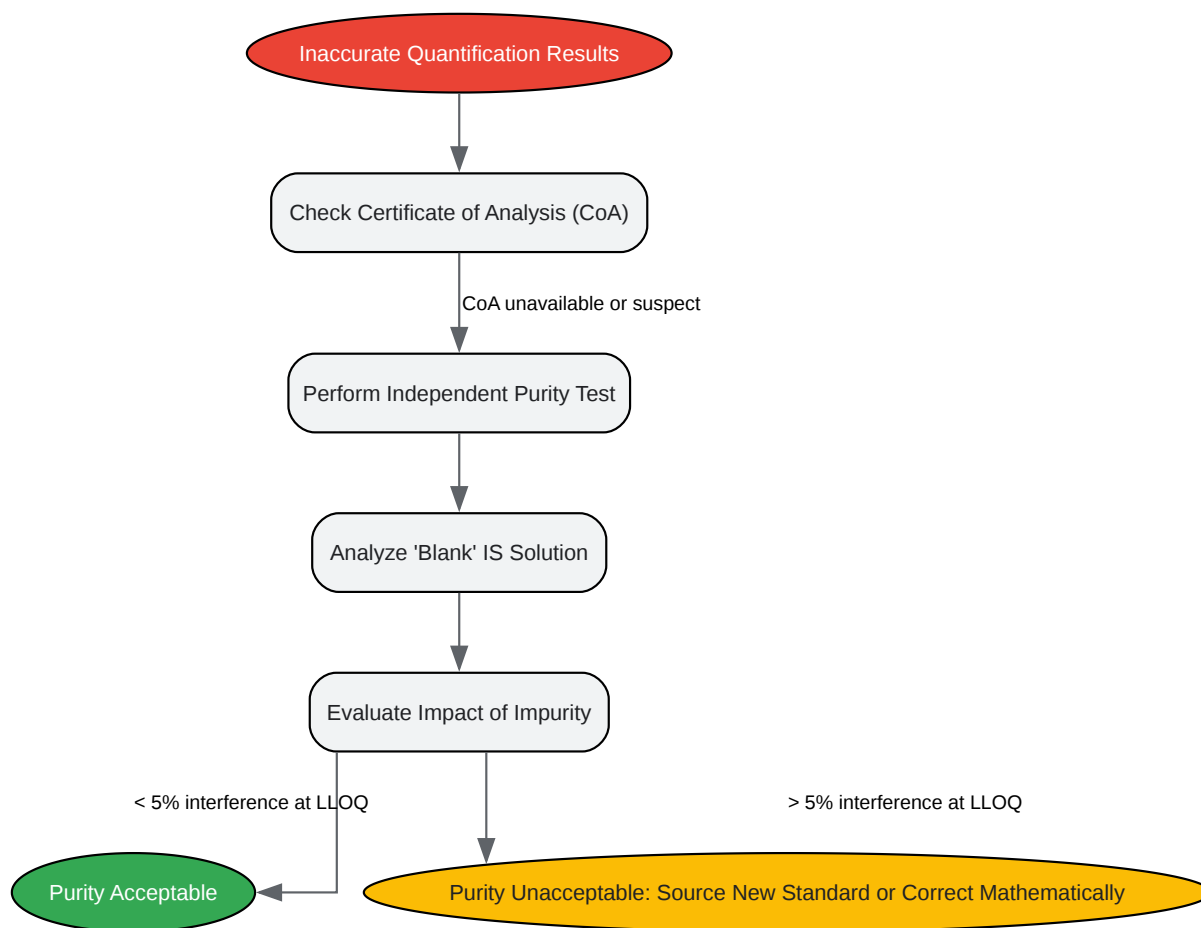 Inaccurate Quantification Results
Check Certificate of Analysis (CoA)
CoA unavailable or suspect
Perform Independent Purity Test
Analyze 'Blank' IS Solution
Evaluate Impact of Impurity
< 5% interference at LLOQ
> 5% interference at LLOQ
Purity Acceptable
Purity Unacceptable: Source New Standard or Correct Mathematically